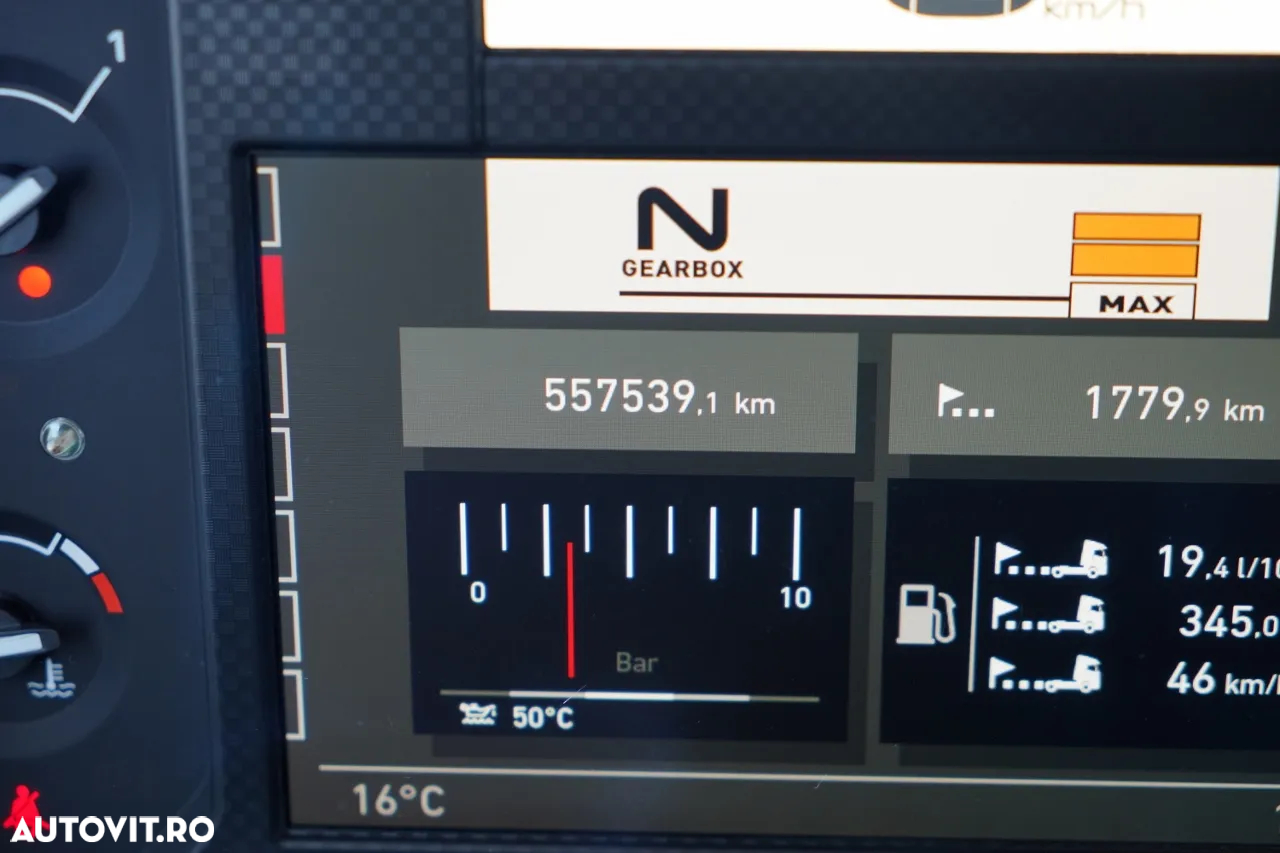 km/h
1
N
GEARBOX
MAX
557539,1 km
1779,9 km
0
10
19,4 l/10
345,0
Bar
46 km/h
50°C
16°C
AUTOVIT.RO